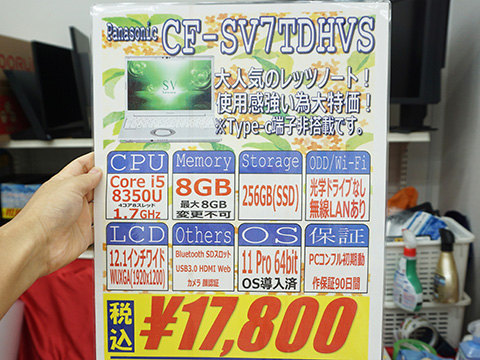 Panasonic CF-SV7TDHVS
SV
大人気のレッツノート！
使用感強い為大特価！
※Type-c端子非搭載です。
CPU
Core i5
8350U
4コア8スレッド
1.7GHz
Memory
8GB
最大8GB
変更不可
Storage
256GB(SSD)
ODD/Wi-Fi
光学ドライブなし
無線LANあり
LCD
12.1インチワイド
WUXGA(1920x1200)
Others
Bluetooth SDスロット
USB3.0 HDMI Web
カメラ 顔認証
OS
11 Pro 64bit
OS導入済
保証
PCコンフル初期動
作保証90日間
税込
¥17,800